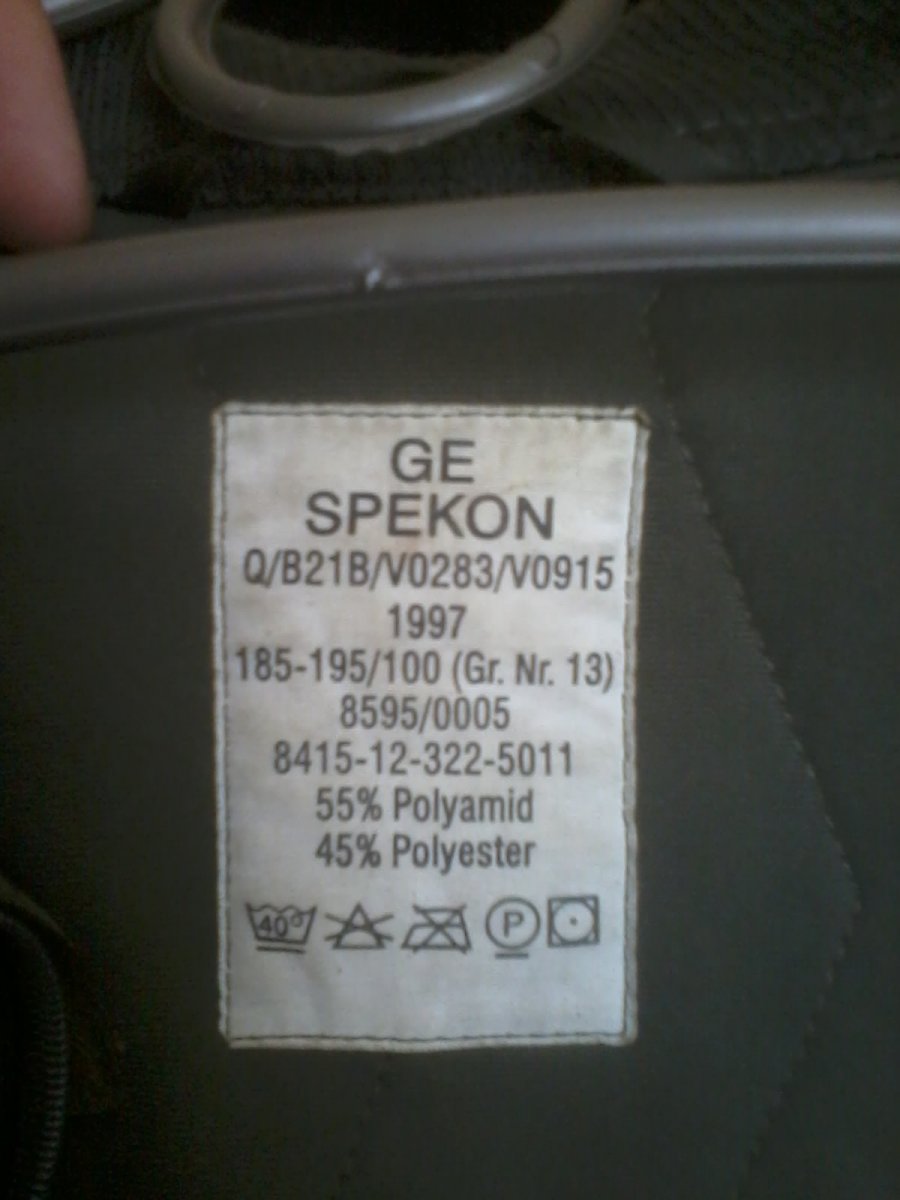 GE
SPEKON
Q/B21B/V0283/V0915
1997
185-195/100 (Gr. Nr. 13)
8595/0005
8415-12-322-5011
55% Polyamid
45% Polyester
40° P